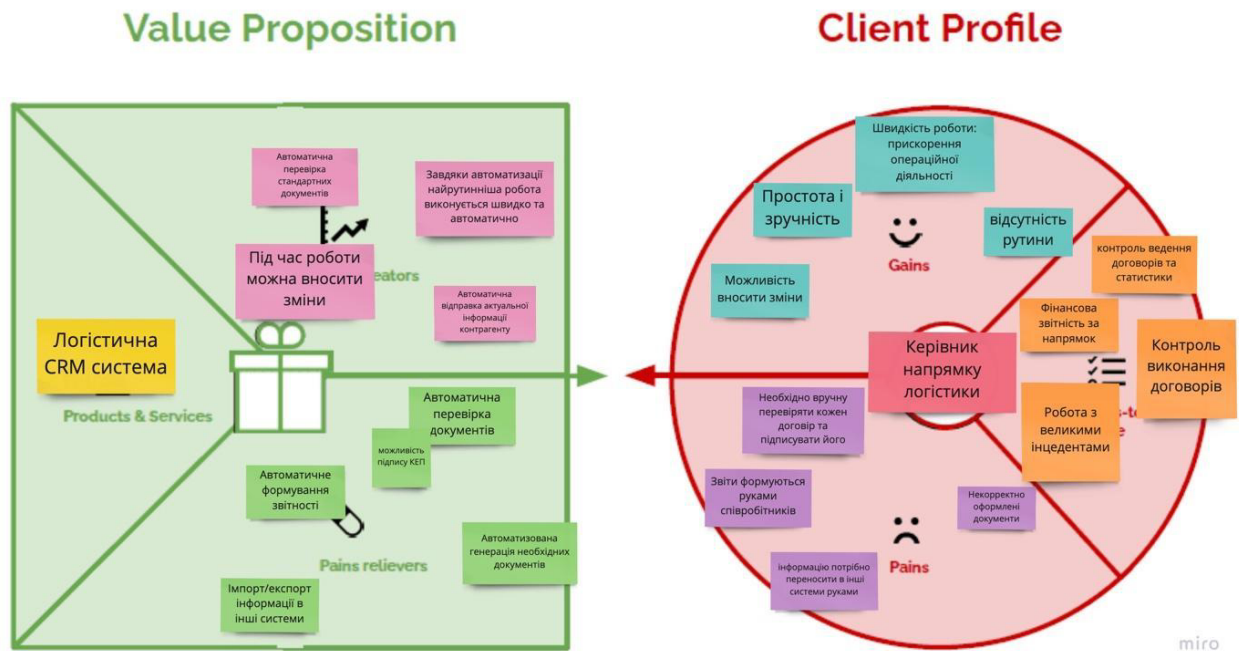 Value Proposition
Client Profile
Автоматична
перевірка
стандартних
документів
Завдяки автоматизації
найрутинніша робота
виконується швидко та
автоматично
Під час роботи
можна вносити
зміни
eators
Автоматична
відправка актуальної
інформації
контрагенту
Логістична
CRM система
Products & Services
Автоматична
перевірка
документів
можливість
підпису КЕП
Автоматичне
формування
звітності
Pains relievers
Автоматизована
генерація необхідних
документів
Імпорт/експорт
інформації в
інші системи
Швидкість роботи:
прискорення
операційної
діяльності
Простота і
зручність
відсутність
рутини
Gains
Можливість
вносити зміни
контроль ведення
договорів та
статистики
Фінансова
звітність за
напрямок
Контроль
виконання
договорів
Керівник
напрямку
логістики
Робота з
великими
інцедентами
s-to
e
Необхідно вручну
перевіряти кожен
договір та
підписувати його
Звіти формуються
руками
співробітників
Некорректно
оформлені
документи
Pains
інформацію потрібно
переносити в інші
системи руками
miro